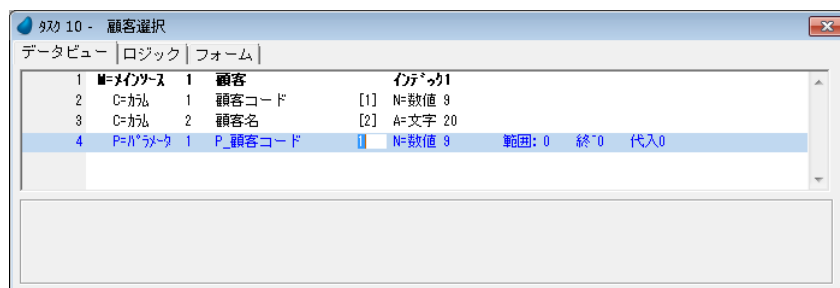 タスク 10 - 顧客選択
データビュー ロジック フォーム
1 M=メインソース 1 顧客 インデックス1
2 C=カラム 1 顧客コード [1] N=数値 9
3 C=カラム 2 顧客名 [2] A=文字 20
4 P=パラメータ 1 P_顧客コード 1 N=数値 9 範囲: 0 終了:0 代入:0